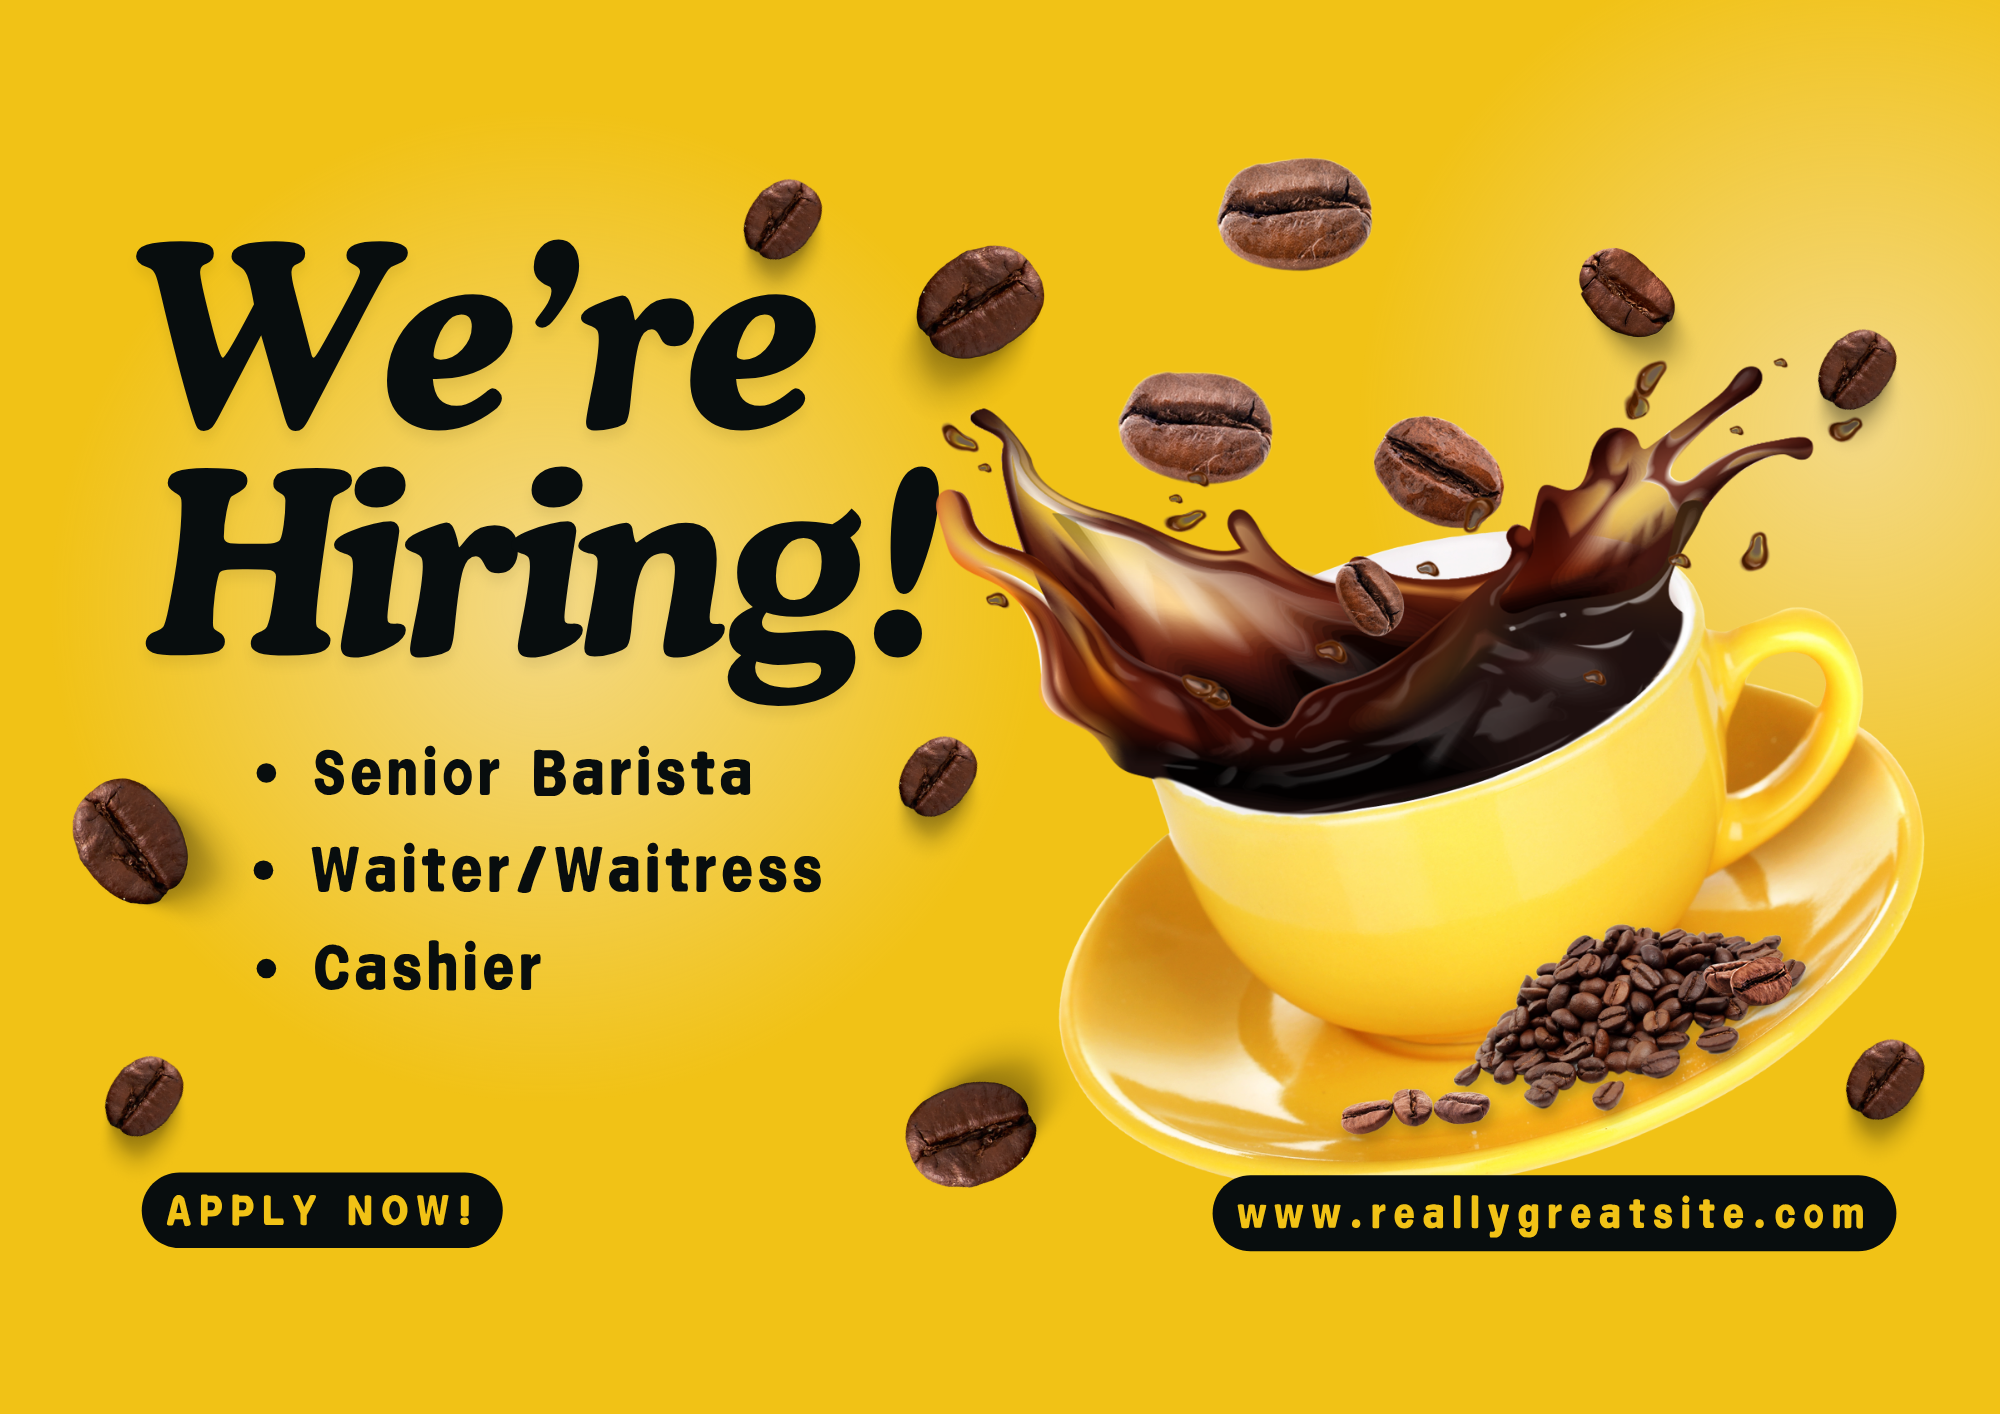 We’re
Hiring!
• Senior Barista
• Waiter/Waitress
• Cashier
APPLY NOW!
www.reallygreatsite.com